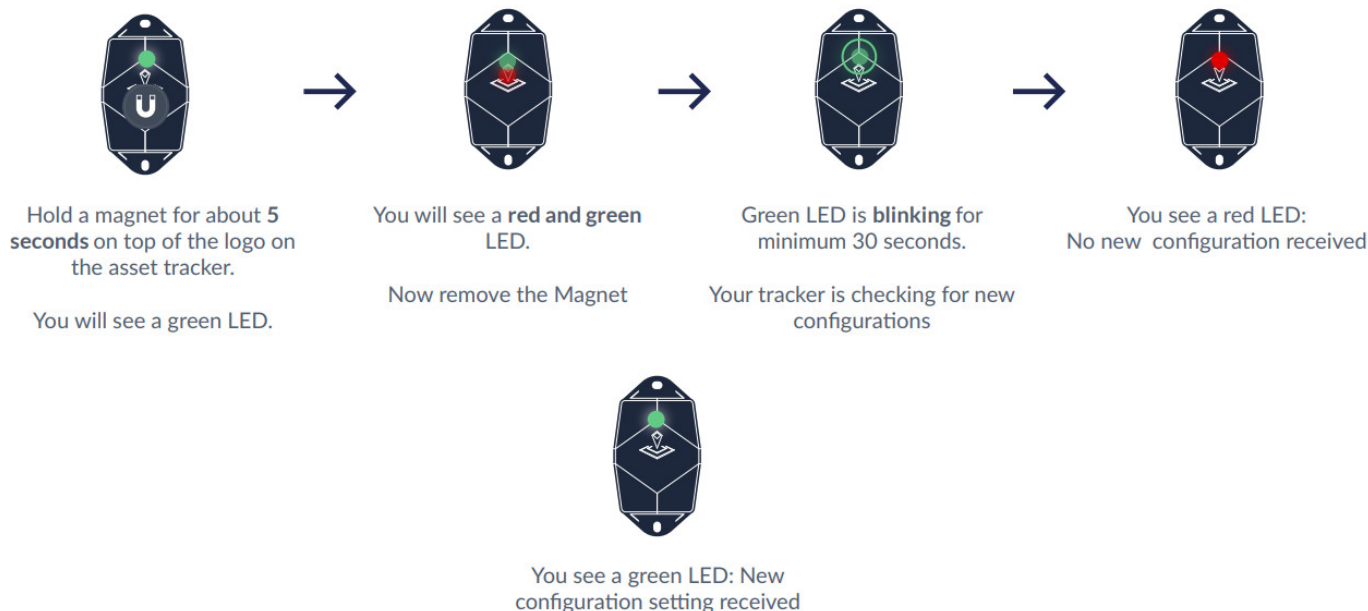 Hold a magnet for about 5
seconds on top of the logo on
the asset tracker.
You will see a green LED.
You will see a red and green
LED.
Now remove the Magnet
Green LED is blinking for
minimum 30 seconds.
Your tracker is checking for new
configurations
You see a red LED:
No new configuration received
You see a green LED: New
configuration setting received